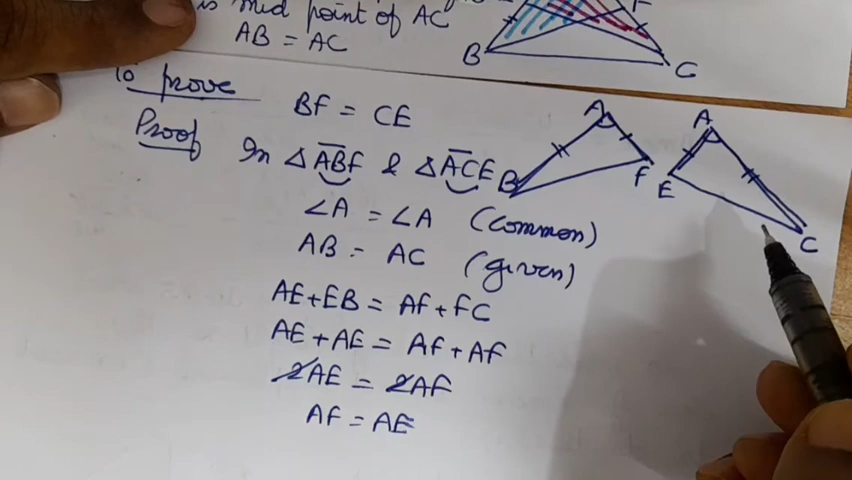 is mid point of AC
AB = AC
F
B
C
To prove
BF = CE
Proof
In △ABF & △ACE
∠A = ∠A (common)
AB = AC (given)
AE+EB = AF+FC
AE+AE = AF+AF
2AE = 2AF
AF = AE
A
B
F
A
E
C